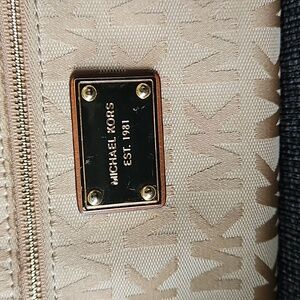 MICHAEL KORS
EST. 1981